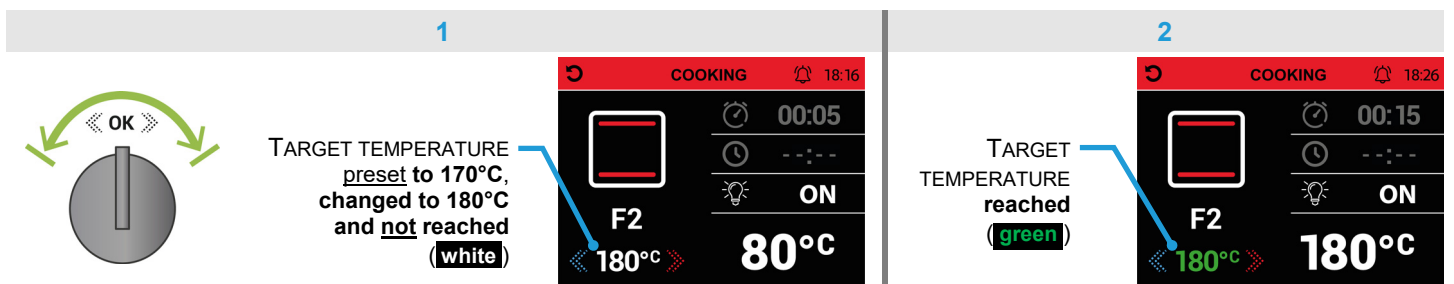 1
2
OK
TARGET TEMPERATURE
preset to 170°C,
changed to 180°C
and not reached
(white)
COOKING 18:16
00:05
--:--
ON
F2
180°C
80°C
TARGET
TEMPERATURE
reached
(green)
COOKING 18:26
00:15
--:--
ON
F2
180°C
180°C